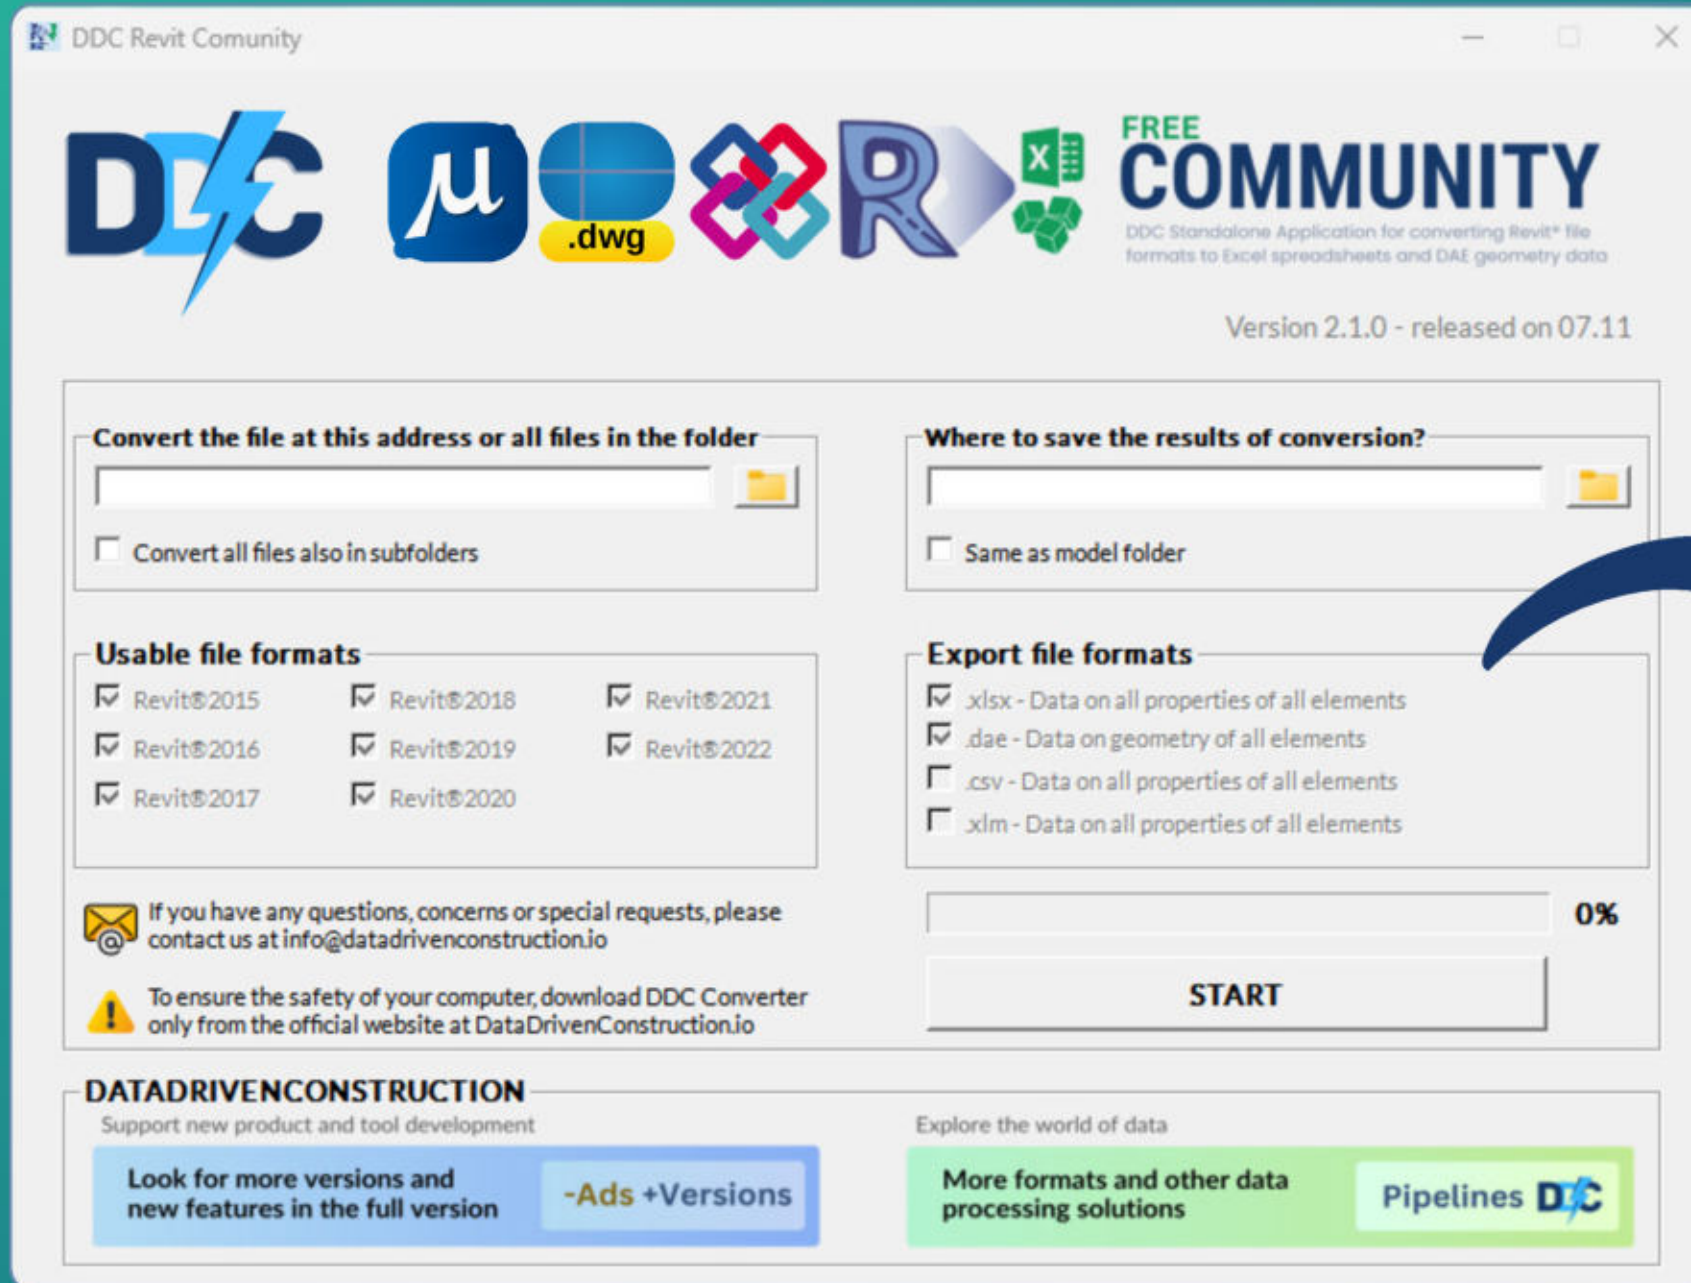 DDC Revit Comunity
DDC
µ
.dwg
R
X
FREE
COMMUNITY
DDC Standalone Application for converting Revit® file
formats to Excel spreadsheets and DAE geometry data
Version 2.1.0 - released on 07.11
Convert the file at this address or all files in the folder
Convert all files also in subfolders
Where to save the results of conversion?
Same as model folder
Usable file formats
Revit®2015
Revit®2018
Revit®2021
Revit®2016
Revit®2019
Revit®2022
Revit®2017
Revit®2020
Export file formats
.xlsx - Data on all properties of all elements
.dae - Data on geometry of all elements
.csv - Data on all properties of all elements
.xlm - Data on all properties of all elements
If you have any questions, concerns or special requests, please
contact us at info@datadrivenconstruction.io
To ensure the safety of your computer, download DDC Converter
only from the official website at DataDrivenConstruction.io
0%
START
DATADRIVENCONSTRUCTION
Support new product and tool development
Look for more versions and
new features in the full version
-Ads +Versions
Explore the world of data
More formats and other data
processing solutions
Pipelines DDC